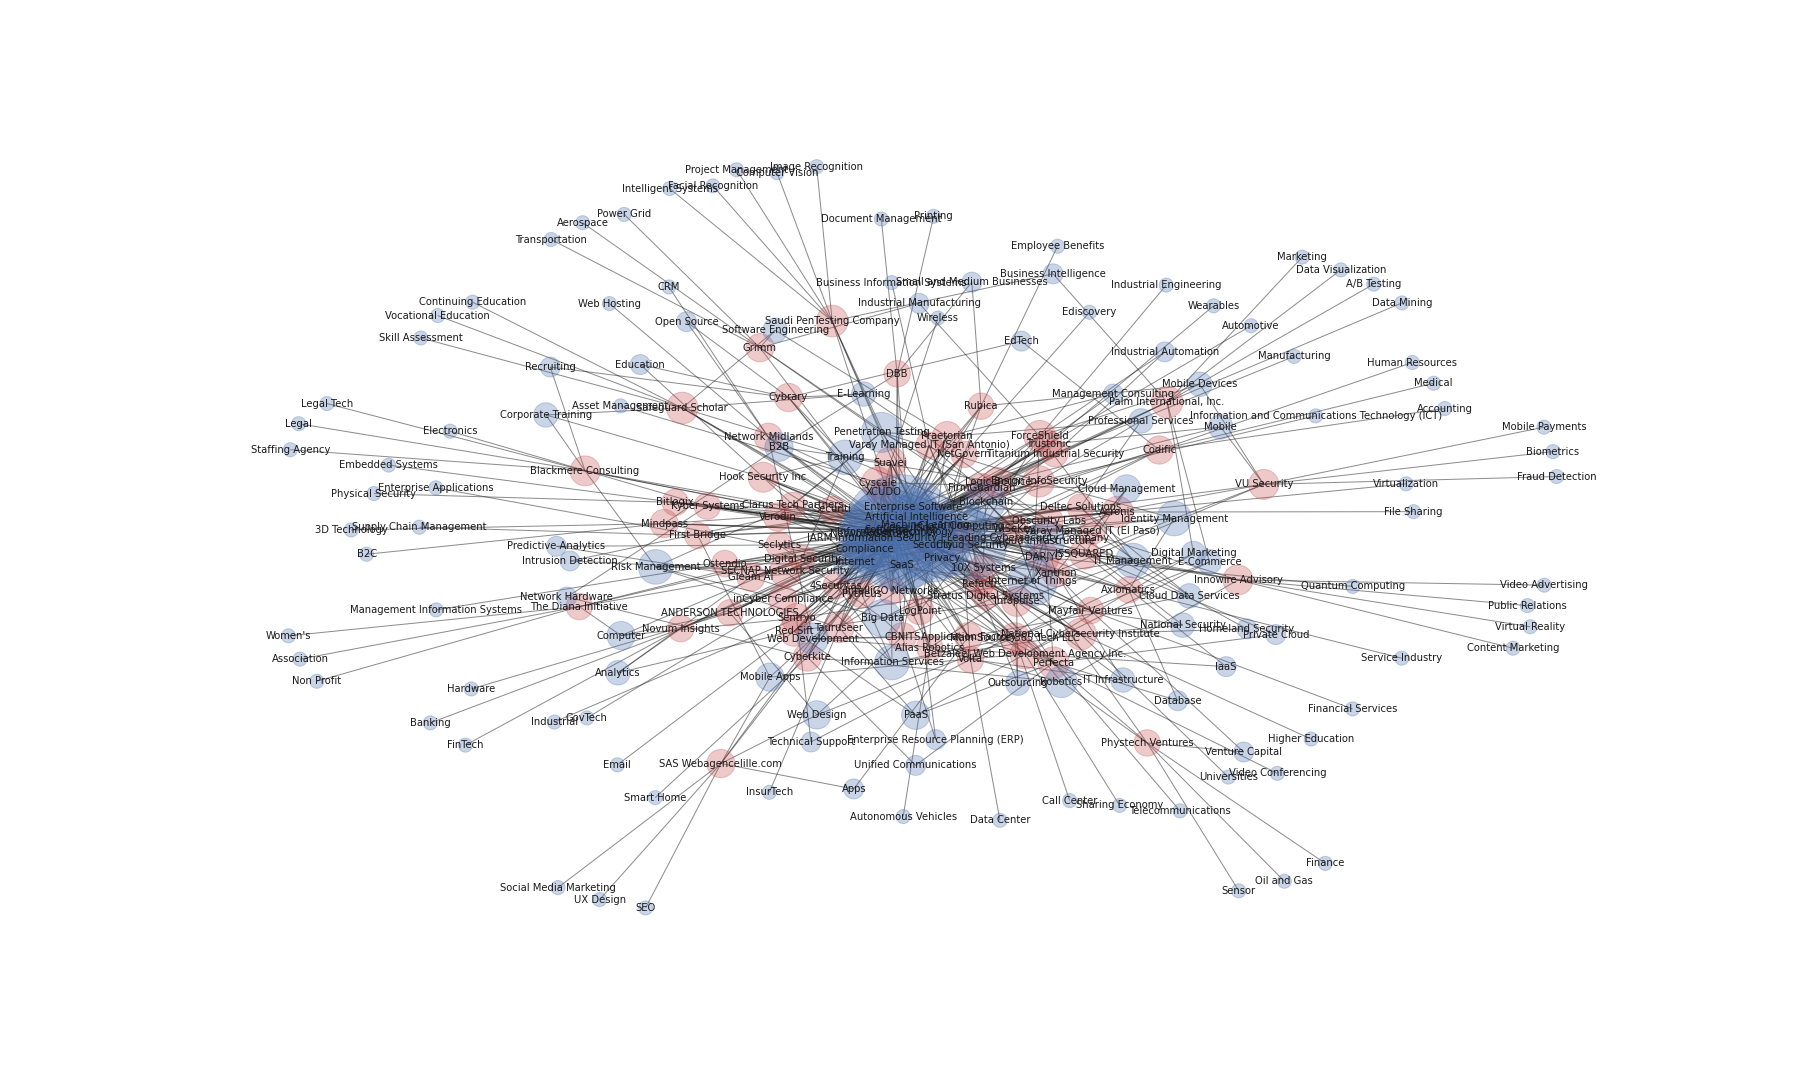 Image Recognition
Project Management
Computer Vision
Facial Recognition
Intelligent Systems
Power Grid
Document Management
Printing
Aerospace
Transportation
Employee Benefits
Marketing
Data Visualization
Business Intelligence
Business Information Systems
Small and Medium Businesses
CRM
Industrial Engineering
A/B Testing
Continuing Education
Web Hosting
Industrial Manufacturing
Data Mining
Wearables
Vocational Education
Open Source
Saudi PenTesting Company
Wireless
Ediscovery
Software Engineering
Automotive
Skill Assessment
Grimm
EdTech
Industrial Automation
Manufacturing
Human Resources
Recruiting
Education
DBB
Mobile Devices
Medical
E-Learning
Management Consulting
Cybrary
Palm International, Inc.
Legal Tech
Asset Management
Safeguard Scholar
Rubica
Accounting
Corporate Training
Information and Communications Technology (ICT)
Legal
Professional Services
Mobile
Mobile Payments
Electronics
Penetration Testing
Network Midlands
Praetorian
ForceShield
Varay Managed IT (San Antonio)
Trustonic
B2B
Staffing Agency
Codific
Biometrics
NetGovern
Titanium Industrial Security
Training
Embedded Systems
Suavei
Blackmere Consulting
Hook Security Inc
Fraud Detection
Cyscale
VU Security
Virtualization
Enterprise Applications
FirmGuardian
Cloud Management
Physical Security
XCUDO
Bitlogix
Blockchain
Kyber Systems
Clarus Tech Partners
Enterprise Software
Deltec Solutions
Acronis
File Sharing
Verodin
Artificial Intelligence
Identity Management
Obscurity Labs
Mindpass
Machine Learning
3D Technology
Supply Chain Management
Varay Managed IT (El Paso)
First Bridge
Seclytics
Security
Cloud Security
Predictive Analytics
Compliance
B2C
ISSQUARED
Digital Marketing
DARIYO
Privacy
Digital Security
Intrusion Detection
Internet
IT Management
E-Commerce
Ostendio
SaaS
Risk Management
10X Systems
SECNAP Network Security
Xantrion
Gleam AI
Innowire Advisory
Internet of Things
Quantum Computing
Video Advertising
4Securitas
Axiomatics
Network Hardware
Stratus Digital Systems
Cloud Data Services
inCyber Compliance
Infopulse
The Diana Initiative
Public Relations
Management Information Systems
LogPoint
Mayfair Ventures
ANDERSON TECHNOLOGIES
Sentryo
Big Data
National Security
Virtual Reality
Novum Insights
Tauruseer
Homeland Security
Red Sift
National Cybersecurity Institute
Private Cloud
Women's
Computer
Web Development
CBNITS
Alias Robotics
Content Marketing
Betzaleel Web Development Agency Inc.
Association
Cyberkite
Volta
Service Industry
Information Services
Perfecta
IaaS
Analytics
Mobile Apps
Non Profit
IT Infrastructure
Outsourcing
Robotics
Hardware
Database
Financial Services
Web Design
PaaS
Industrial
GovTech
Banking
Higher Education
Technical Support
Enterprise Resource Planning (ERP)
Phystech Ventures
FinTech
Venture Capital
Email
SAS Webagencelille.com
Unified Communications
Video Conferencing
Universities
Apps
InsurTech
Smart Home
Call Center
Sharing Economy
Telecommunications
Autonomous Vehicles
Data Center
Finance
Oil and Gas
Social Media Marketing
Sensor
UX Design
SEO